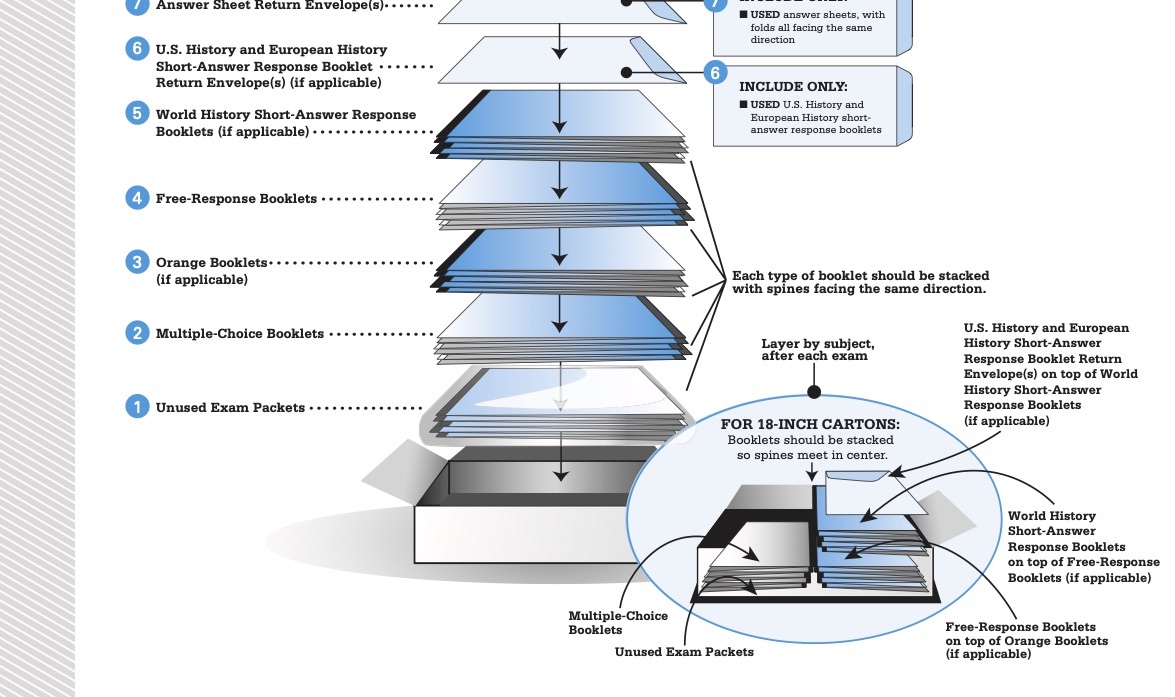 7 Answer Sheet Return Envelope(s)
7 INCLUDE ONLY:
■ USED answer sheets, with
folds all facing the same
direction
6 U.S. History and European History
Short-Answer Response Booklet
Return Envelope(s) (if applicable)
6 INCLUDE ONLY:
■ USED U.S. History and
European History short-
answer response booklets
5 World History Short-Answer Response
Booklets (if applicable)
4 Free-Response Booklets
3 Orange Booklets
(if applicable)
Each type of booklet should be stacked
with spines facing the same direction.
2 Multiple-Choice Booklets
1 Unused Exam Packets
Layer by subject,
after each exam
U.S. History and European
History Short-Answer
Response Booklet Return
Envelope(s) on top of World
History Short-Answer
Response Booklets
(if applicable)
FOR 18-INCH CARTONS:
Booklets should be stacked
so spines meet in center.
World History
Short-Answer
Response Booklets
on top of Free-Response
Booklets (if applicable)
Multiple-Choice
Booklets
Unused Exam Packets
Free-Response Booklets
on top of Orange Booklets
(if applicable)